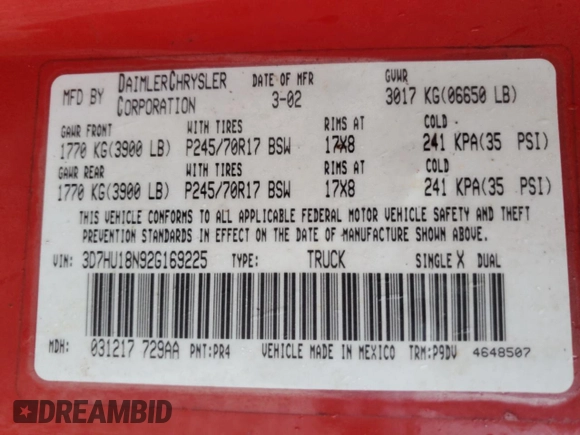 MFD BY DAIMLERCHRYSLER CORPORATION DATE OF MFR 3-02 GVWR 3017 KG(06650 LB)
GAWR FRONT WITH TIRES RIMS AT COLD
1770 KG(3900 LB) P245/70R17 BSW 17X8 241 KPA(35 PSI)
GAWR REAR WITH TIRES RIMS AT COLD
1770 KG(3900 LB) P245/70R17 BSW 17X8 241 KPA(35 PSI)
THIS VEHICLE CONFORMS TO ALL APPLICABLE FEDERAL MOTOR VEHICLE SAFETY AND THEFT
PREVENTION STANDARDS IN EFFECT ON THE DATE OF MANUFACTURE SHOWN ABOVE.
VIN: 3D7HU18N92G169225 TYPE: TRUCK SINGLE X DUAL
MDH: 031217 729AA PNT:PR4 VEHICLE MADE IN MEXICO TRM:P9DV 4648507
DREAMBID